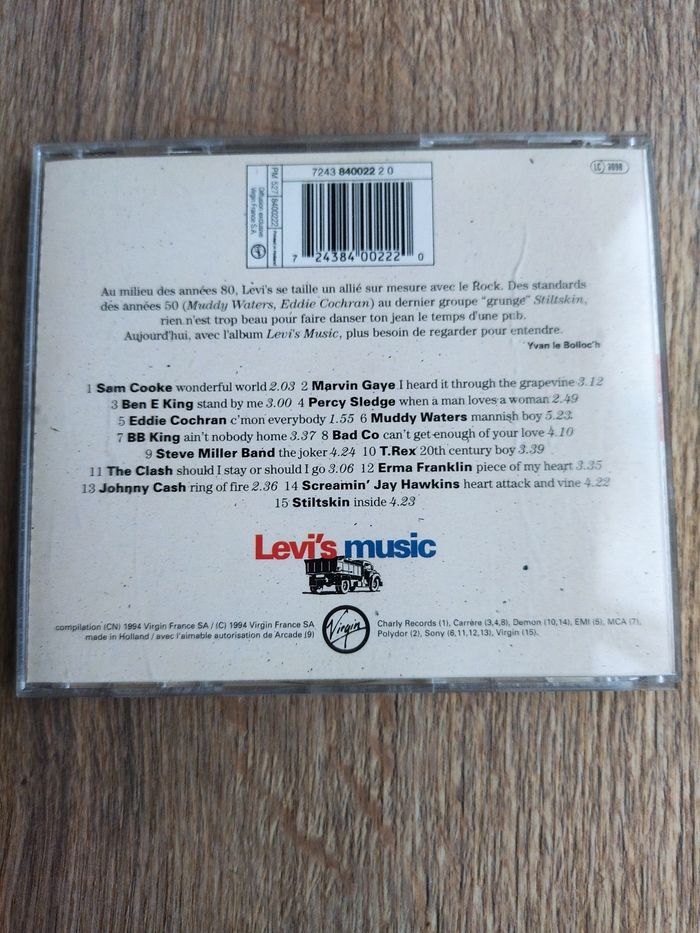 7243 840022 2 0
PM 527
8400222
Printed in Holland
Diffusion exclusive
Virgin France S.A.
Virgin
7 24384 00222 0
LC 3098
Au milieu des années 80, Levi's se taille un allié sur mesure avec le Rock. Des standards
des années 50 (Muddy Waters, Eddie Cochran) au dernier groupe "grunge" Stiltskin,
rien n'est trop beau pour faire danser ton jean le temps d'une pub.
Aujourd'hui, avec l'album Levi's Music, plus besoin de regarder pour entendre.
Yvan le Bolloc'h
1 Sam Cooke wonderful world 2.03 2 Marvin Gaye I heard it through the grapevine 3.12
3 Ben E King stand by me 3.00 4 Percy Sledge when a man loves a woman 2.49
5 Eddie Cochran c'mon everybody 1.55 6 Muddy Waters mannish boy 5.23
7 BB King ain't nobody home 3.37 8 Bad Co can't get enough of your love 4.10
9 Steve Miller Band the joker 4.24 10 T.Rex 20th century boy 3.39
11 The Clash should I stay or should I go 3.06 12 Erma Franklin piece of my heart 3.35
13 Johnny Cash ring of fire 2.36 14 Screamin' Jay Hawkins heart attack and vine 4.22
15 Stiltskin inside 4.23
Levi's music
compilation (CN) 1994 Virgin France SA / (C) 1994 Virgin France SA
made in Holland / avec l'aimable autorisation de Arcade (9)
Virgin
Charly Records (1), Carrère (3,4,8), Demon (10,14), EMI (5), MCA (7),
Polydor (2), Sony (6,11,12,13), Virgin (15).